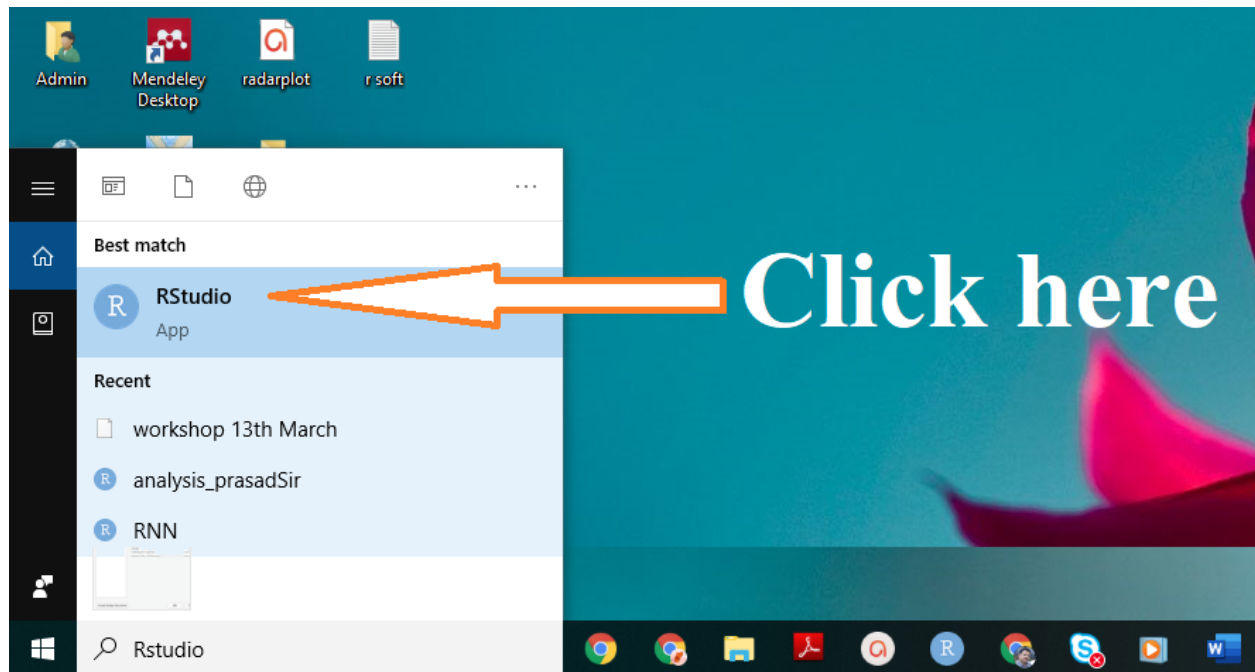 Admin
Mendeley
Desktop
radarplot
r soft
Best match
RStudio
App
Click here
Recent
workshop 13th March
analysis_prasadSir
RNN
Rstudio